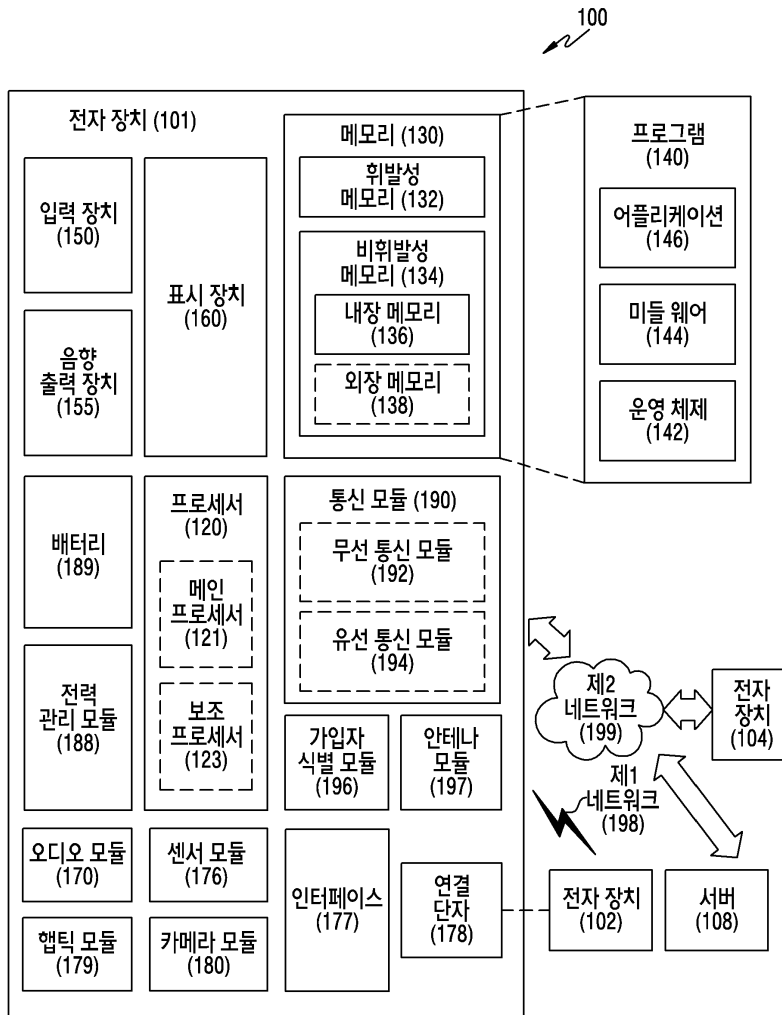 100
전자 장치 (101)
입력 장치
(150)
음향
출력 장치
(155)
표시 장치
(160)
메모리 (130)
휘발성
메모리 (132)
비휘발성
메모리 (134)
내장 메모리
(136)
외장 메모리
(138)
프로그램
(140)
어플리케이션
(146)
미들 웨어
(144)
운영 체제
(142)
배터리
(189)
전력
관리 모듈
(188)
프로세서
(120)
메인
프로세서
(121)
보조
프로세서
(123)
통신 모듈 (190)
무선 통신 모듈
(192)
유선 통신 모듈
(194)
가입자
식별 모듈
(196)
안테나
모듈
(197)
제2
네트워크
(199)
전자
장치
(104)
제1
네트워크
(198)
오디오 모듈
(170)
센서 모듈
(176)
햅틱 모듈
(179)
카메라 모듈
(180)
인터페이스
(177)
연결
단자
(178)
전자 장치
(102)
서버
(108)